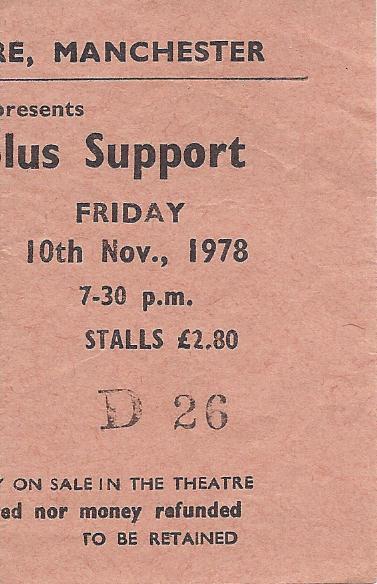 RE, MANCHESTER
presents
plus Support
FRIDAY
10th Nov., 1978
7-30 p.m.
STALLS £2.80
D 26
Y ON SALE IN THE THEATRE
ed nor money refunded
TO BE RETAINED